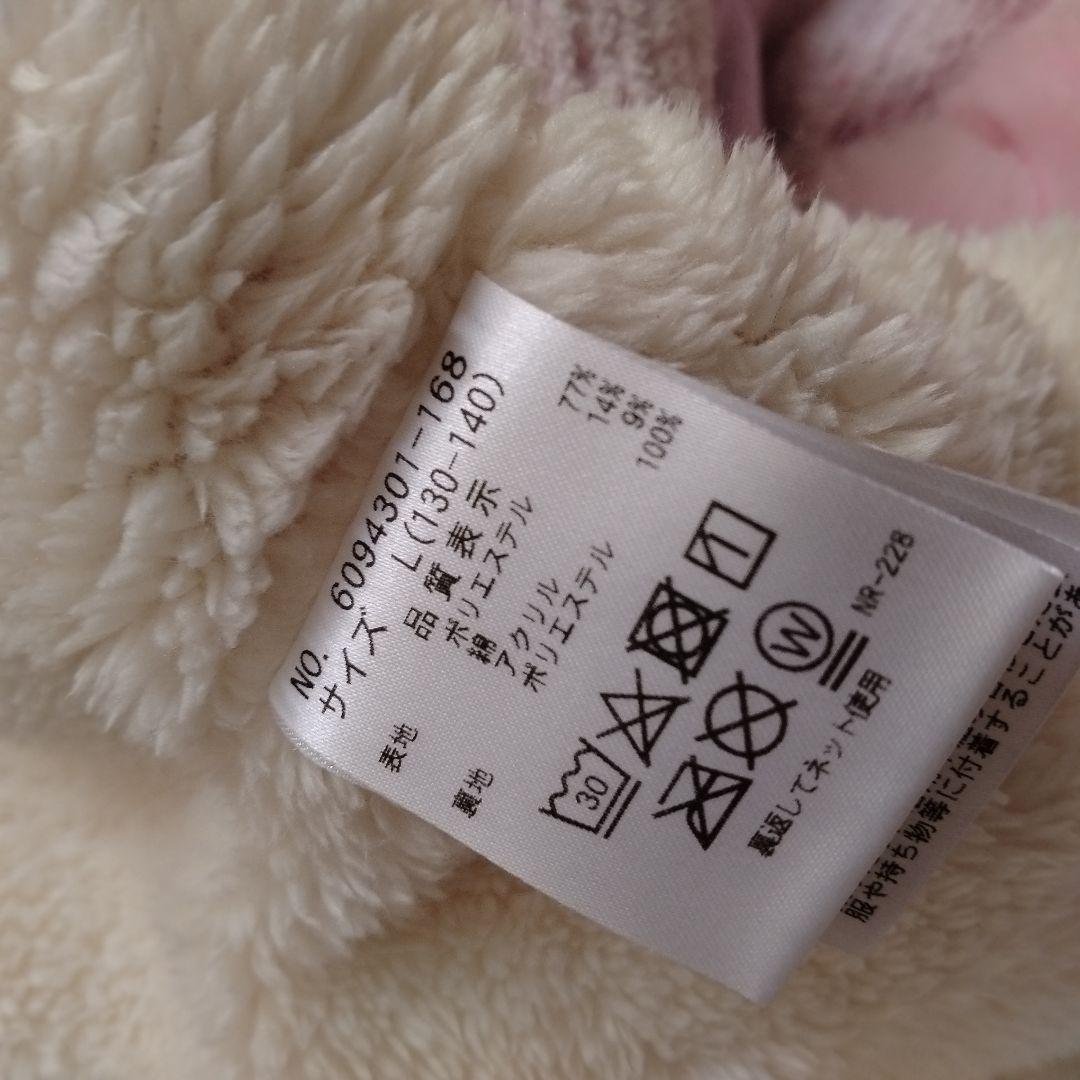 NO. 6094301-168
サイズ L(130-140)
品質表示
表地 ポリエステル 77%
綿 14%
アクリル 9%
裏地 ポリエステル 100%
30
W
裏返してネット使用
NR-228
服や持ち物等に付着することがあ